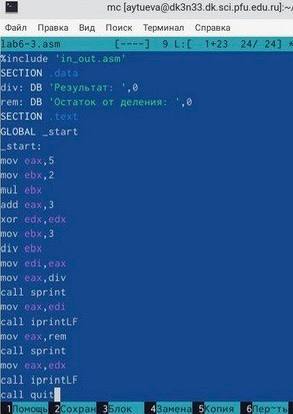 mc [aytueva@dk3n33.dk.sci.pfu.edu.ru]:~/
Файл Правка Вид Поиск Терминал Справка
lab6-3.asm [----] 9 L:[ 1+23 24/ 24] *
%include 'in_out.asm'
SECTION .data
div: DB 'Результат: ',0
rem: DB 'Остаток от деления: ',0
SECTION .text
GLOBAL _start
_start:
mov eax,5
mov ebx,2
mul ebx
add eax,3
xor edx,edx
mov ebx,3
div ebx
mov edi,eax
mov eax,div
call sprint
mov eax,edi
call iprintLF
mov eax,rem
call sprint
mov eax,edx
call iprintLF
call quit
1Помощь 2Сохран 3Блок 4Замена 5Копия 6Пер~ть